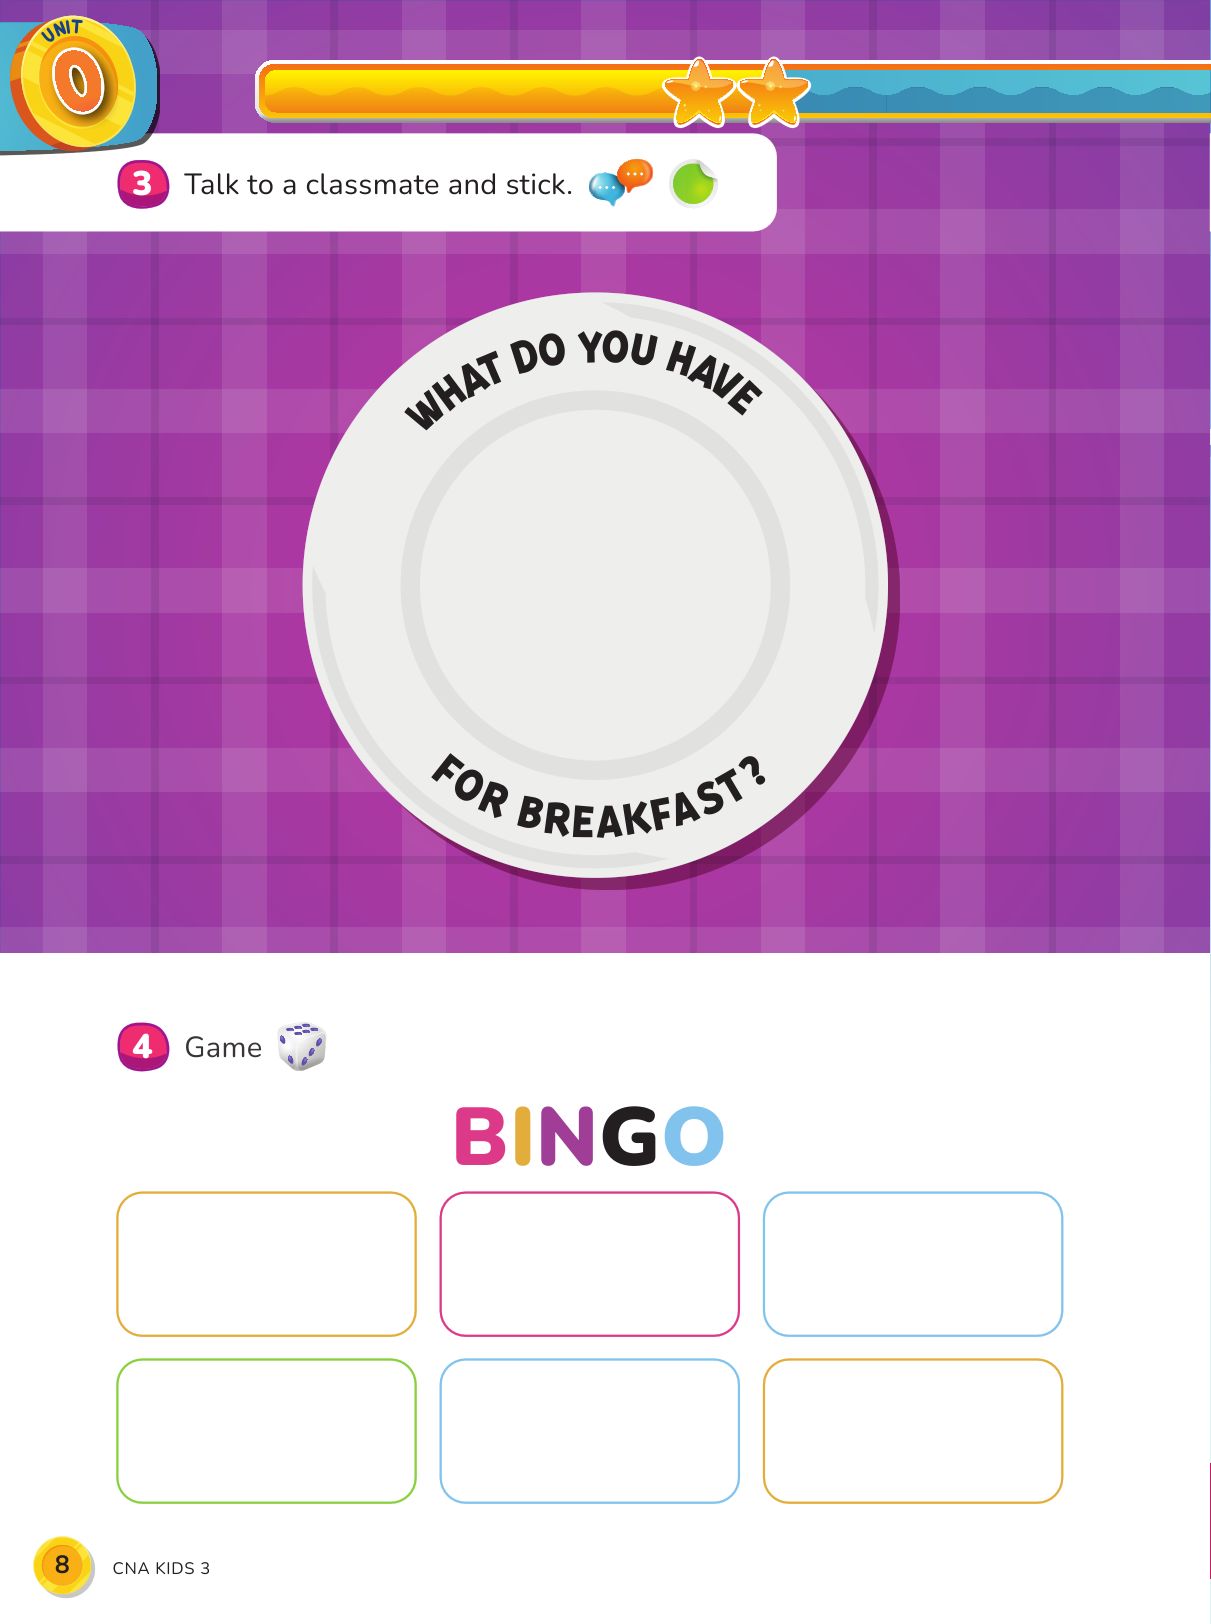 UNIT
0
3 Talk to a classmate and stick.
WHAT DO YOU HAVE
FOR BREAKFAST?
4 Game
BINGO
8 CNA KIDS 3